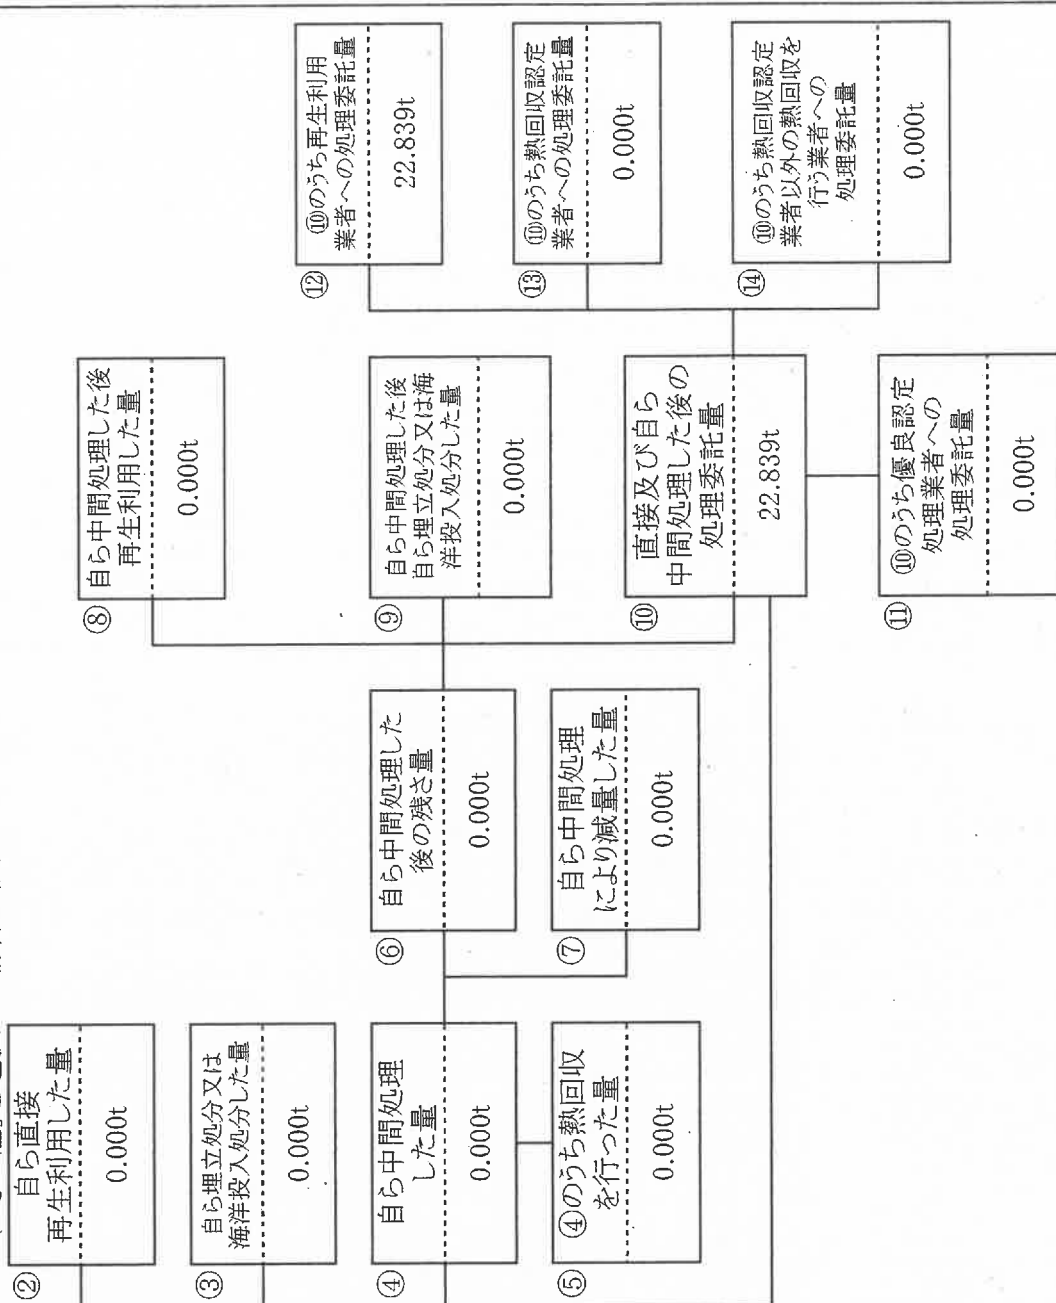 ②
自ら直接
再生利用した量
0.000t
③
自ら埋立処分又は
海洋投入処分した量
0.000t
④
自ら中間処理
した量
0.000t
⑤
④のうち熱回収
を行った量
0.000t
⑥
自ら中間処理した
後の残さ量
0.000t
⑦
自ら中間処理
により減量した量
0.000t
⑧
自ら中間処理した後
再生利用した量
0.000t
⑨
自ら中間処理した後
自ら埋立処分又は海
洋投入処分した量
0.000t
⑩
直接及び自ら
中間処理した後の
処理委託量
22.839t
⑪
⑩のうち優良認定
処理業者への
処理委託量
0.000t
⑫
⑩のうち再生利用
業者への処理委託量
22.839t
⑬
⑩のうち熱回収認定
業者への処理委託量
0.000t
⑭
⑩のうち熱回収認定
業者以外の熱回収を
行う業者への
処理委託量
0.000t